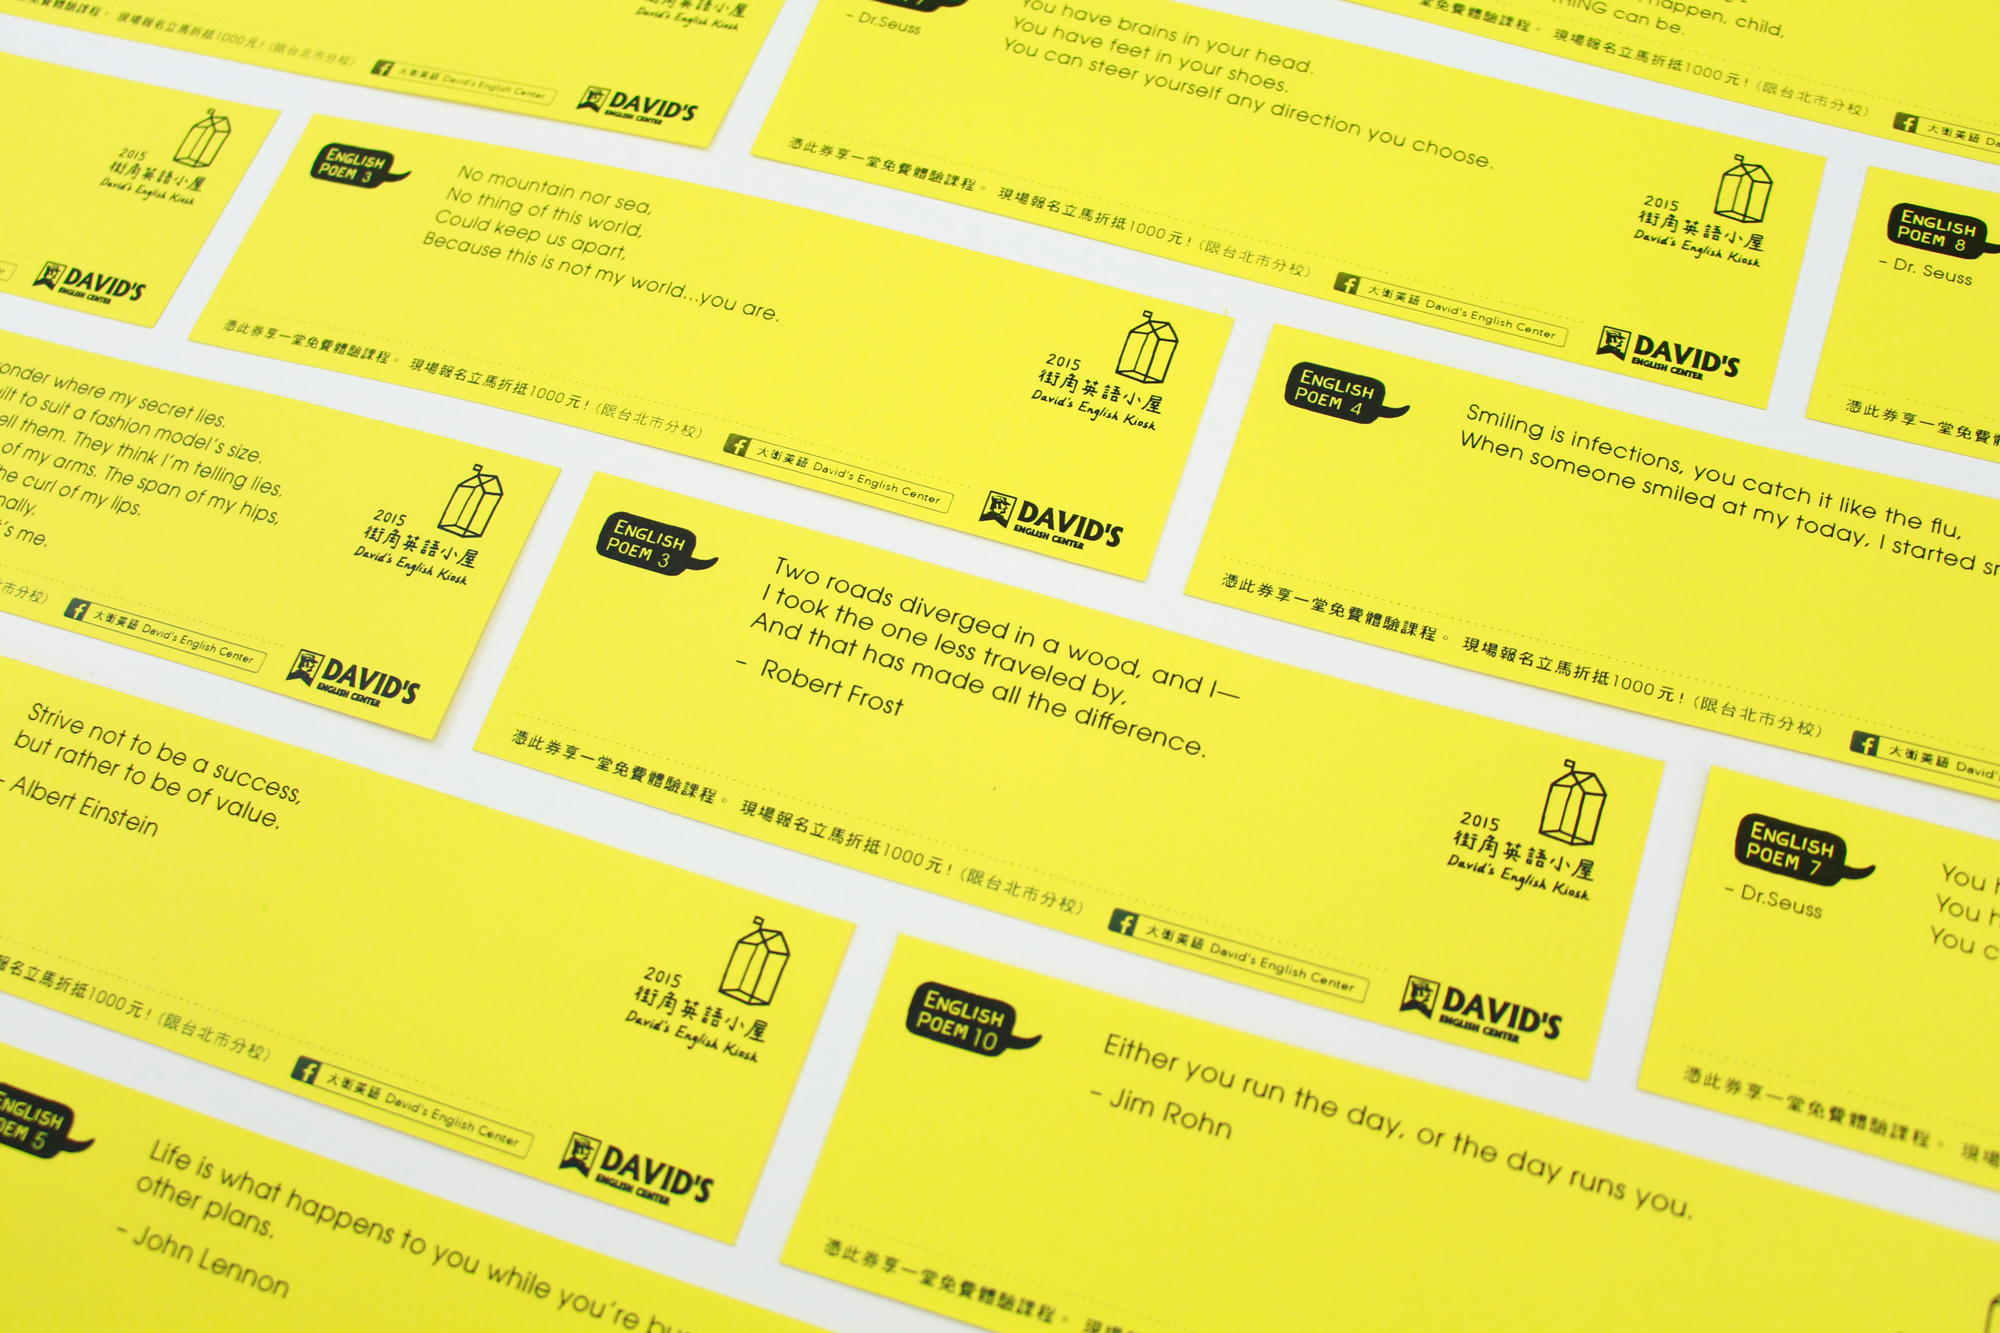 David's English Kiosk
現場報名立馬折抵1000元!(限台北市分校)
大衛美語 David's English Center
DAVID'S
ENGLISH CENTER
- Dr.Seuss
You have brains in your head.
You have feet in your shoes.
You can steer yourself any direction you choose.
憑此券享一堂免費體驗課程。 現場報名立馬折抵1000元!(限台北市分校)
大衛美語 David's English Center
2015
街角英語小屋
David's English Kiosk
DAVID'S
ENGLISH CENTER
happen, child,
THING can be.
免費體驗課程。 現場報名立馬折抵1000元!(限台北市分校)
大衛美語
2015
街角英語小屋
David's English Kiosk
DAVID'S
ENGLISH CENTER
ENGLISH
POEM 3
No mountain nor sea,
No thing of this world,
Could keep us apart,
Because this is not my world...you are.
憑此券享一堂免費體驗課程。 現場報名立馬折抵1000元!(限台北市分校)
大衛美語 David's English Center
2015
街角英語小屋
David's English Kiosk
DAVID'S
ENGLISH CENTER
ENGLISH
POEM 8
- Dr. Seuss
憑此券享一堂免
ENGLISH
POEM 4
Smiling is infections, you catch it like the flu,
When someone smiled at my today, I started
憑此券享一堂免費體驗課程。 現場報名立馬折抵1000元!(限台北市分校)
大衛美語 David's
where my secret lies.
to suit a fashion model's size.
them. They think I'm telling lies.
of my arms. The span of my hips,
curl of my lips.
me.
2015
街角英語小屋
David's English Kiosk
大衛美語 David's English Center
DAVID'S
ENGLISH CENTER
ENGLISH
POEM 3
Two roads diverged in a wood, and I—
I took the one less traveled by,
And that has made all the difference.
- Robert Frost
憑此券享一堂免費體驗課程。 現場報名立馬折抵1000元!(限台北市分校)
大衛美語 David's English Center
2015
街角英語小屋
David's English Kiosk
DAVID'S
ENGLISH CENTER
ENGLISH
POEM 7
- Dr.Seuss
You
You
You
憑此券享一堂免費體驗課程。 現場
Strive not to be a success,
but rather to be of value.
- Albert Einstein
報名立馬折抵1000元!(限台北市分校)
大衛美語 David's English Center
2015
街角英語小屋
David's English Kiosk
DAVID'S
ENGLISH CENTER
ENGLISH
POEM 10
Either you run the day, or the day runs you.
- Jim Rohn
憑此券享一堂免費體驗課程。 現場
ENGLISH
POEM 5
Life is what happens to you while you're
other plans.
- John Lennon